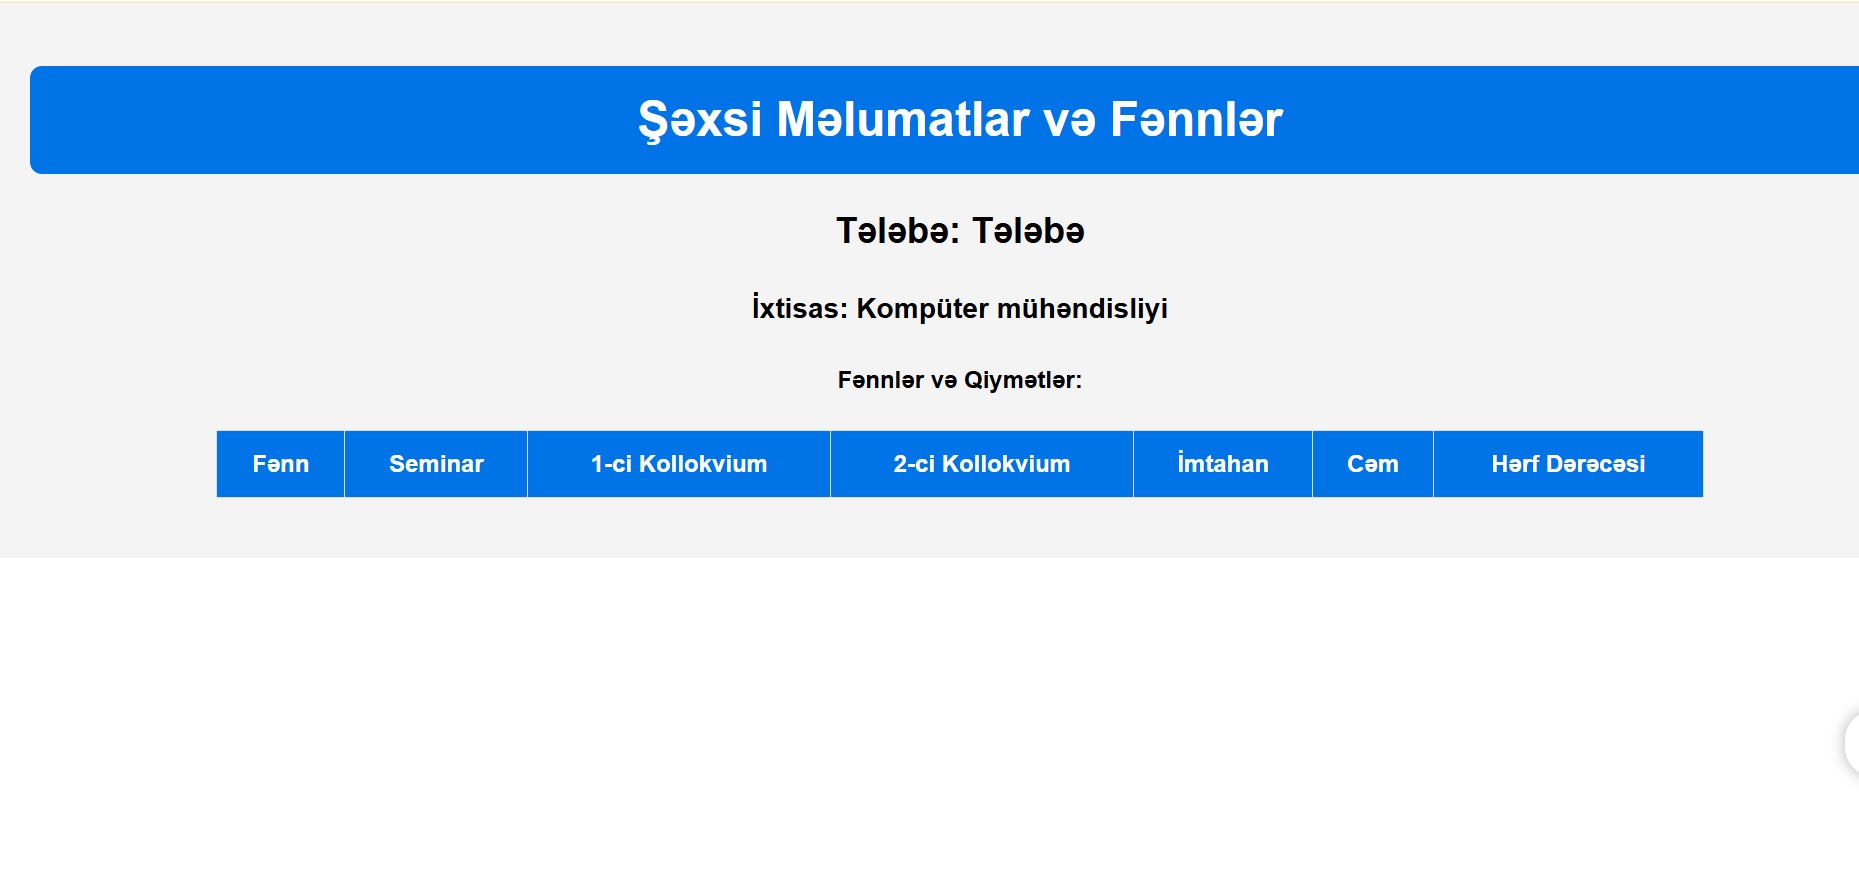 Şəxsi Məlumatlar və Fənnlər
Tələbə: Tələbə
İxtisas: Kompüter mühəndisliyi
Fənnlər və Qiymətlər:
Fənn Seminar 1-ci Kollokvium 2-ci Kollokvium İmtahan Cəm Hərf Dərəcəsi